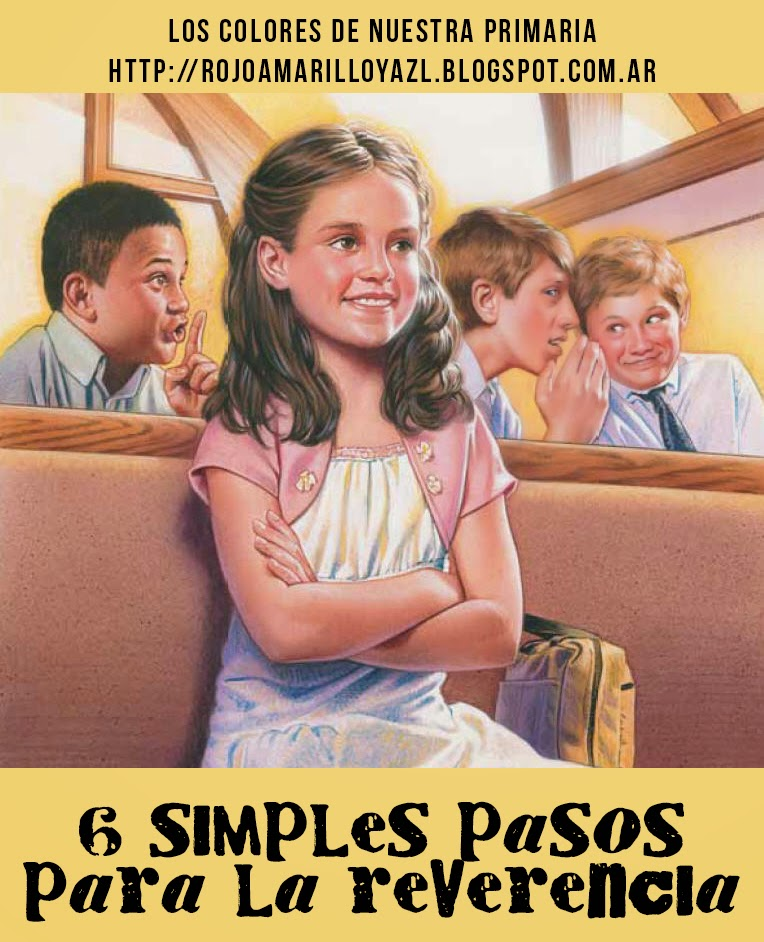 LOS COLORES DE NUESTRA PRIMARIA
HTTP://ROJOAMARILLOYAZL.BLOGSPOT.COM.AR
6 SIMPLES PASOS
PARA LA REVERENCIA